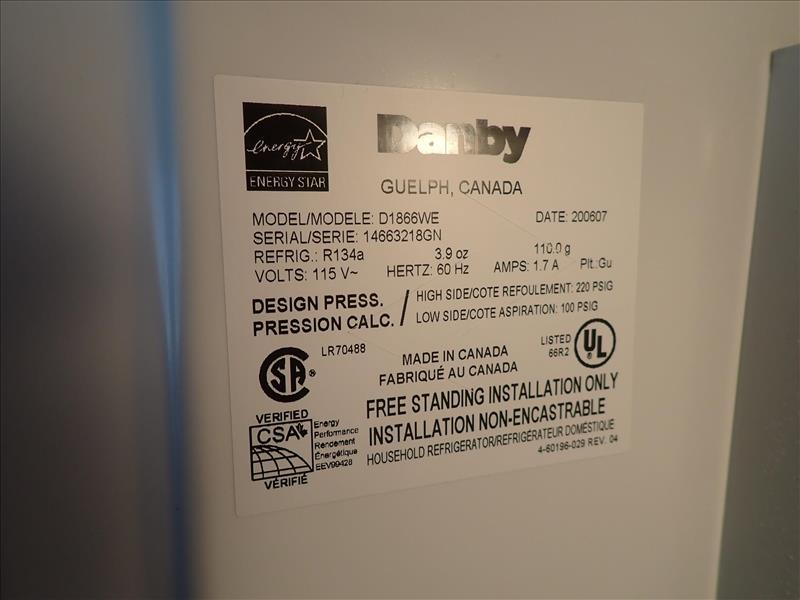 energy
ENERGY STAR
Danby
GUELPH, CANADA
MODEL/MODELE: D1866WE DATE: 200607
SERIAL/SERIE: 14663218GN
REFRIG.: R134a 3.9 oz 110.0 g
VOLTS: 115 V~ HERTZ: 60 Hz AMPS: 1.7 A Plt.:Gu
DESIGN PRESS. / HIGH SIDE/COTE REFOULEMENT: 220 PSIG
PRESSION CALC. LOW SIDE/COTE ASPIRATION: 100 PSIG
LR70488
CSA ®
MADE IN CANADA
FABRIQUÉ AU CANADA
LISTED
66R2
UL
FREE STANDING INSTALLATION ONLY
INSTALLATION NON-ENCASTRABLE
HOUSEHOLD REFRIGERATOR/REFRIGÉRATEUR DOMÉSTIQUE
4-60196-029 REV. 04
VERIFIED
CSA
Energy
Performance
Rendement
Énergétique
EEV99428
VÉRIFIÉ